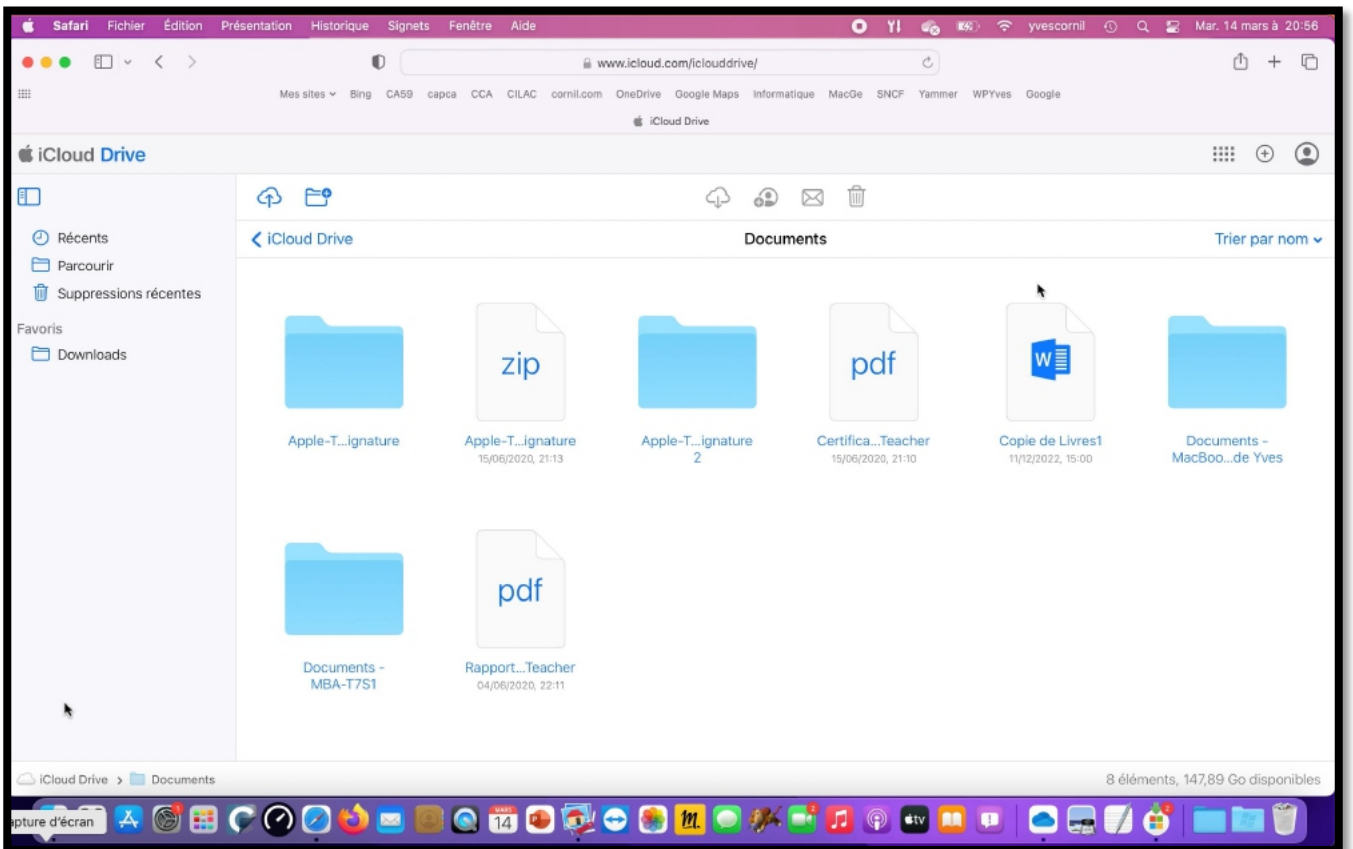 Safari Fichier Édition Présentation Historique Signets Fenêtre Aide yvescornil Mar. 14 mars à 20:56
www.icloud.com/iclouddrive/
Mes sites Bing CA59 capca CCA CILAC cornil.com OneDrive Google Maps Informatique MacGe SNCF Yammer WPYves Google
iCloud Drive
iCloud Drive
Récents
Parcourir
Suppressions récentes
Favoris
Downloads
iCloud Drive Documents Trier par nom
zip pdf W
Apple-T...ignature Apple-T...ignature Apple-T...ignature Certifica...Teacher Copie de Livres1 Documents -
15/06/2020, 21:13 2 15/06/2020, 21:10 11/12/2022, 15:00 MacBoo...de Yves
pdf
Documents - Rapport...Teacher
MBA-T7S1 04/06/2020, 22:11
iCloud Drive > Documents 8 éléments, 147,89 Go disponibles
apture d'écran MARS
14 tv